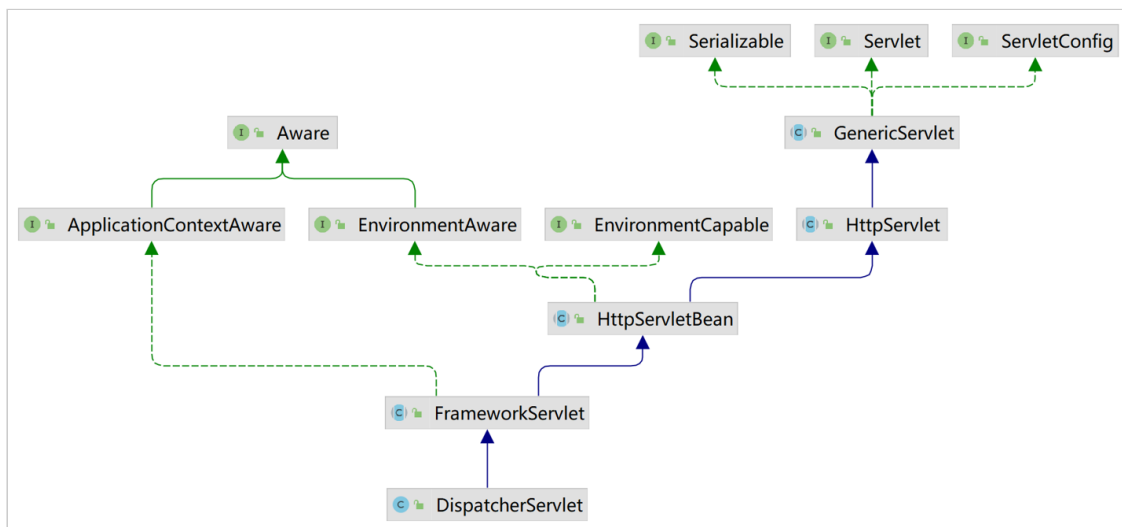 I Serializable
I Servlet
I ServletConfig
C GenericServlet
I Aware
I ApplicationContextAware
I EnvironmentAware
I EnvironmentCapable
C HttpServlet
C HttpServletBean
C FrameworkServlet
C DispatcherServlet